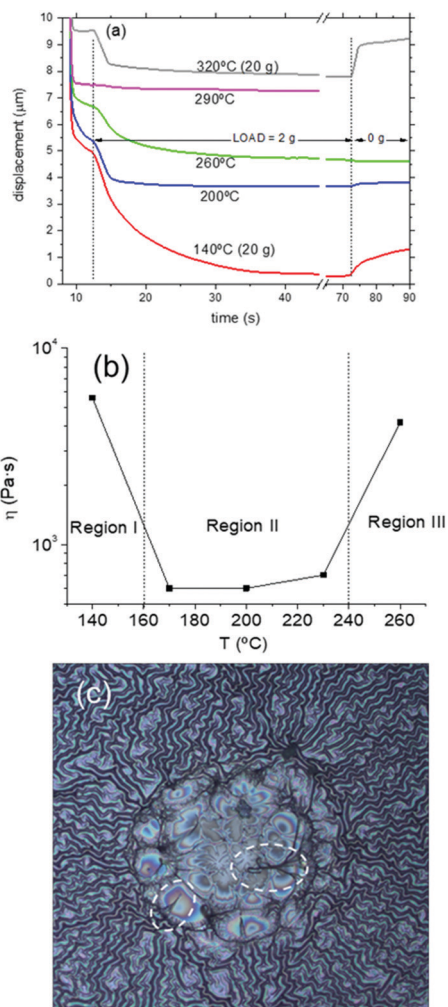 (a)
10
9
8
7
6
5
4
3
2
1
0
displacement (μm)
320ºC (20 g)
290ºC
LOAD = 2 g
0 g
260ºC
200ºC
140ºC (20 g)
10 20 30 40 70 80 90
time (s)
(b)
10⁴
10³
η (Pa·s)
Region I
Region II
Region III
140 160 180 200 220 240 260
T (ºC)
(c)